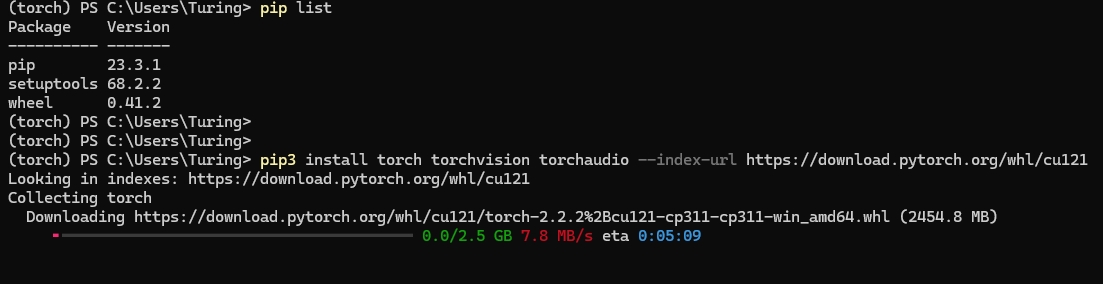 (torch) PS C:\Users\Turing> pip list
Package    Version
---------- -------
pip        23.3.1
setuptools 68.2.2
wheel      0.41.2
(torch) PS C:\Users\Turing>
(torch) PS C:\Users\Turing>
(torch) PS C:\Users\Turing> pip3 install torch torchvision torchaudio --index-url https://download.pytorch.org/whl/cu121
Looking in indexes: https://download.pytorch.org/whl/cu121
Collecting torch
  Downloading https://download.pytorch.org/whl/cu121/torch-2.2.2%2Bcu121-cp311-cp311-win_amd64.whl (2454.8 MB)
0.0/2.5 GB 7.8 MB/s eta 0:05:09